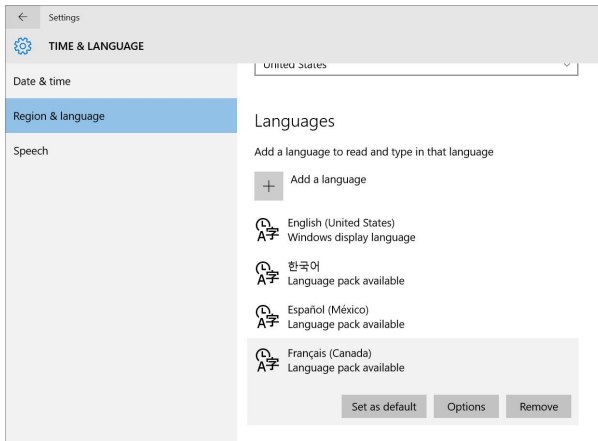 Settings
TIME & LANGUAGE
Date & time
Region & language
Speech
United States
Languages
Add a language to read and type in that language
Add a language
English (United States)
Windows display language
한국어
Language pack available
Español (México)
Language pack available
Français (Canada)
Language pack available
Set as default Options Remove